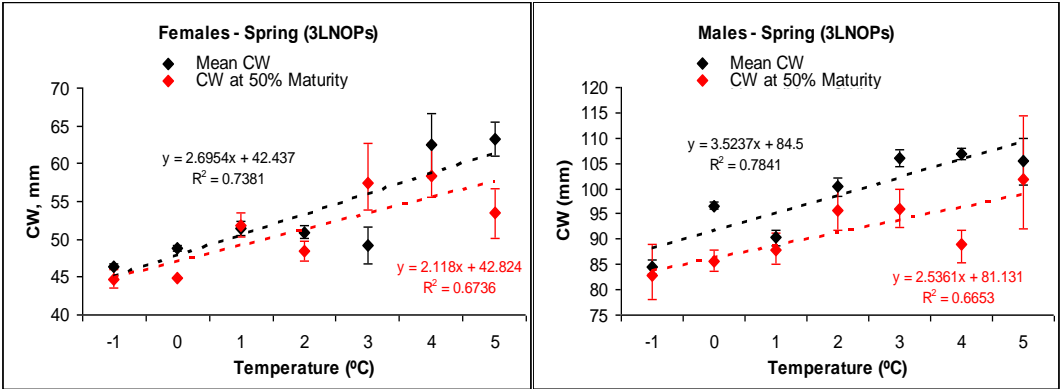 Females - Spring (3LNOPs)
Mean CW
CW at 50% Maturity
70
65
60
55
50
45
40
CW, mm
y = 2.6954x + 42.437
R² = 0.7381
y = 2.118x + 42.824
R² = 0.6736
-1 0 1 2 3 4 5
Temperature (ºC)
Males - Spring (3LNOPs)
Mean CW
CW at 50% Maturity
120
115
110
105
100
95
90
85
80
75
CW (mm)
y = 3.5237x + 84.5
R² = 0.7841
y = 2.5361x + 81.131
R² = 0.6653
-1 0 1 2 3 4 5
Temperature (ºC)